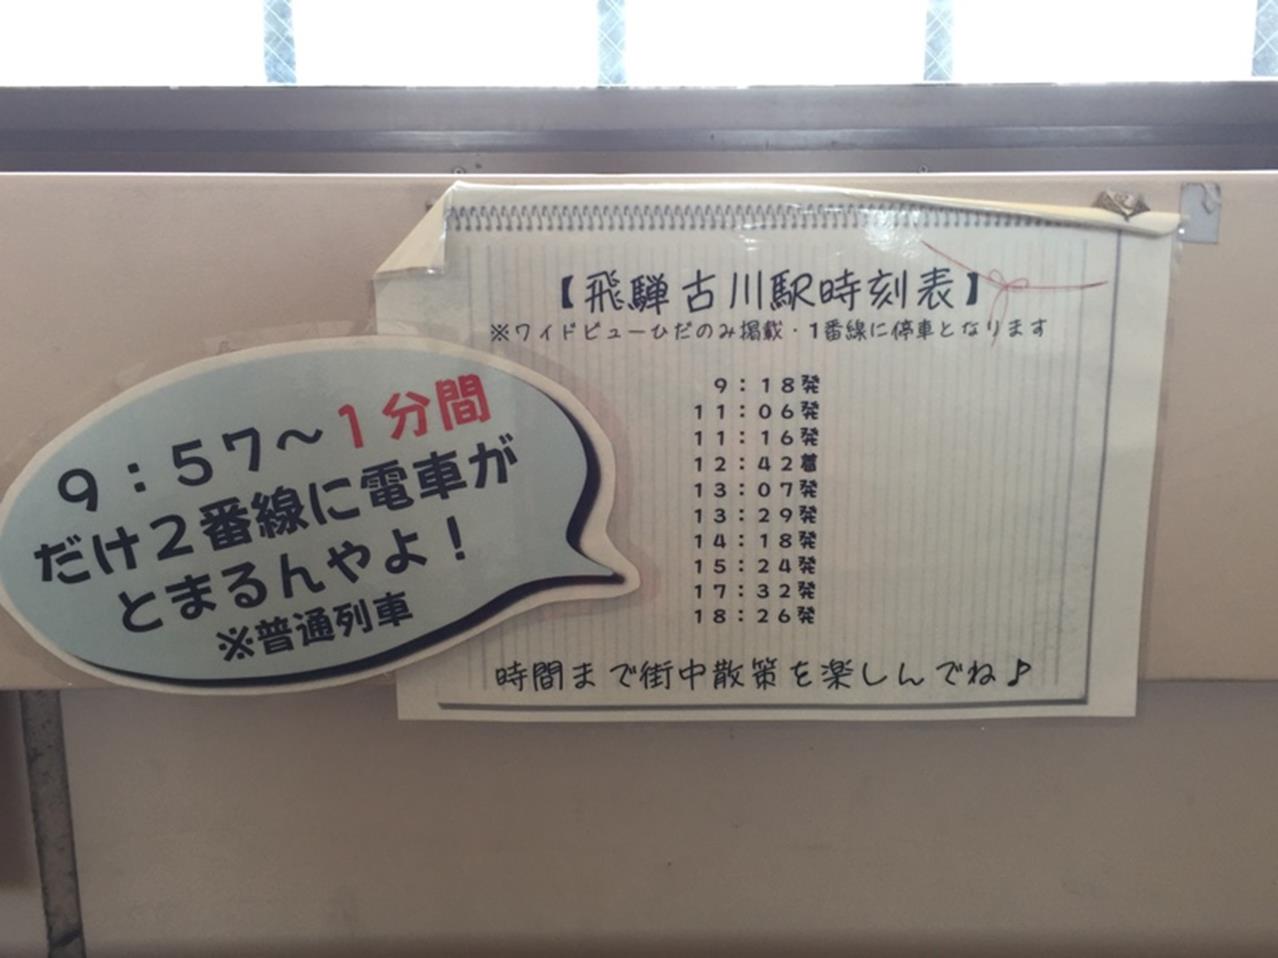 【飛騨古川駅時刻表】
※ワイドビューひだのみ掲載・1番線に停車となります
9：18発
11：06発
11：16発
12：42着
13：07発
13：29発
14：18発
15：24発
17：32発
18：26発
時間まで街中散策を楽しんでね♪
9：57〜1分間
だけ2番線に電車が
とまるんやよ！
※普通列車